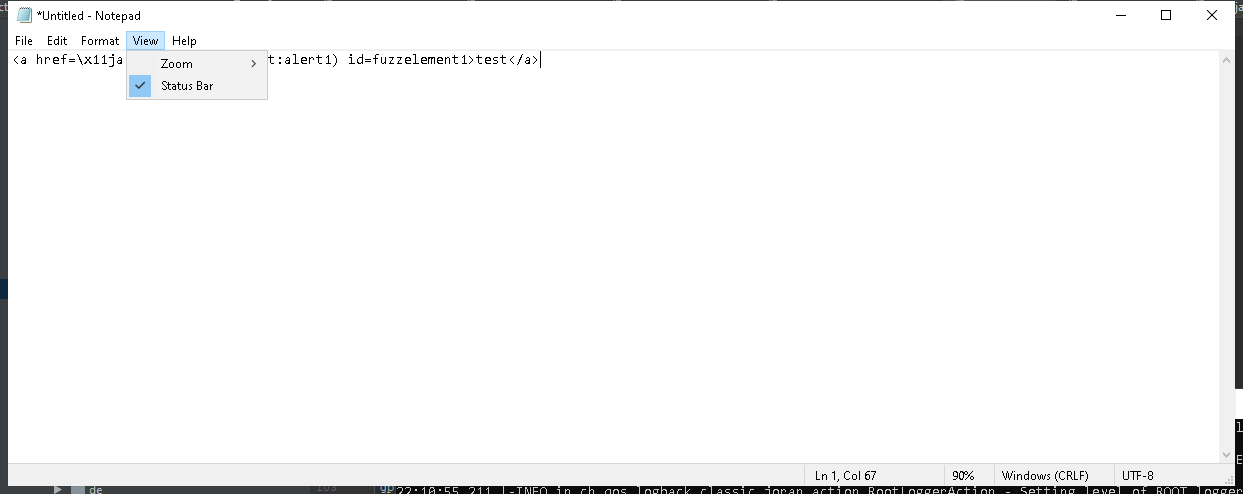 *Untitled - Notepad
File Edit Format View Help
<a href=\x11ja t:alert1) id=fuzzelement1>test</a>
Zoom
Status Bar
Ln 1, Col 67 90% Windows (CRLF) UTF-8
de 103 22:10:55,211 |-INFO in ch.qos.logback.classic.joran.action.RootLoggerAction - Setting level of ROOT logger